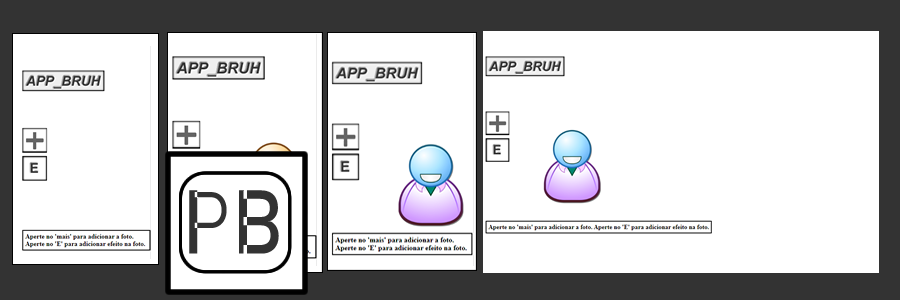 APP_BRUH
E
Aperte no 'mais' para adicionar a foto.
Aperte no 'E' para adicionar efeito na foto.
APP_BRUH
PB
APP_BRUH
E
Aperte no 'mais' para adicionar a foto.
Aperte no 'E' para adicionar efeito na foto.
APP_BRUH
E
Aperte no 'mais' para adicionar a foto. Aperte no 'E' para adicionar efeito na foto.